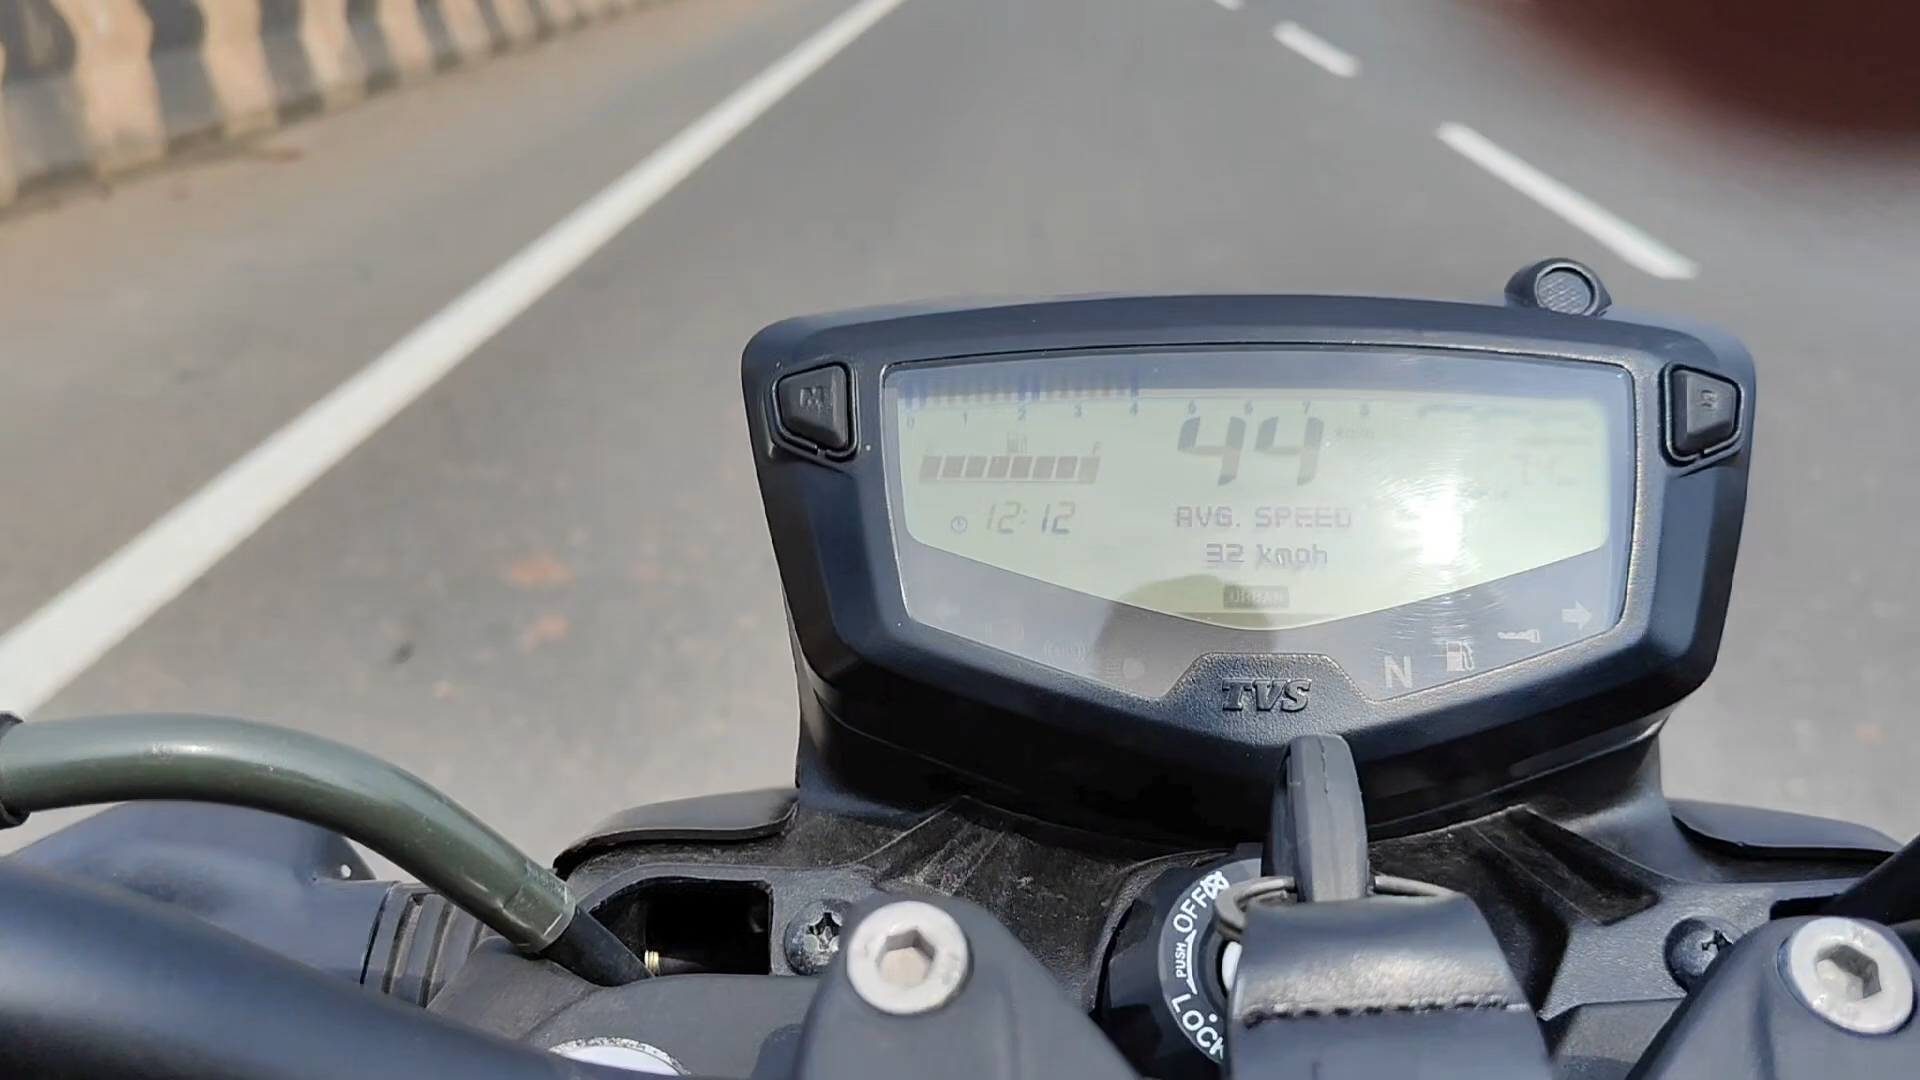 0 1 2 3 4 5 6 7 8
44
F
12:12
AVG. SPEED
32 kmph
URBAN
N
TVS
OFF
PUSH
LOCK